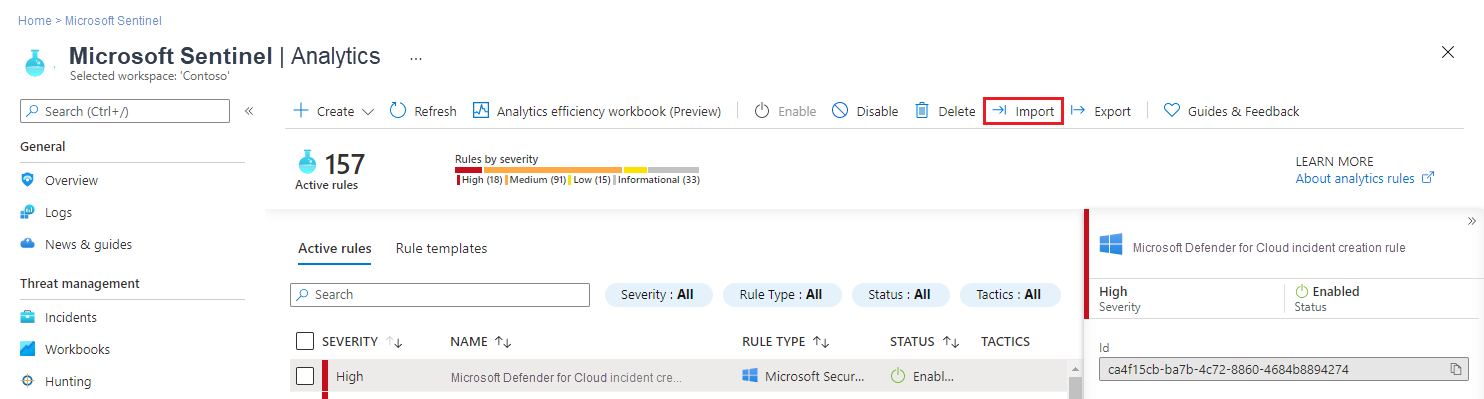 Home > Microsoft Sentinel
Microsoft Sentinel | Analytics ...
Selected workspace: 'Contoso'
Search (Ctrl+/) «
Create Refresh Analytics efficiency workbook (Preview) Enable Disable Delete Import Export Guides & Feedback
General
Overview
Logs
News & guides
Threat management
Incidents
Workbooks
Hunting
157
Active rules
Rules by severity
High (18) Medium (91) Low (15) Informational (33)
LEARN MORE
About analytics rules
Active rules Rule templates
Search Severity : All Rule Type : All Status : All Tactics : All
SEVERITY NAME RULE TYPE STATUS TACTICS
High Microsoft Defender for Cloud incident cre... Microsoft Secur... Enabl...
»
Microsoft Defender for Cloud incident creation rule
High Enabled
Severity Status
Id
ca4f15cb-ba7b-4c72-8860-4684b8894274